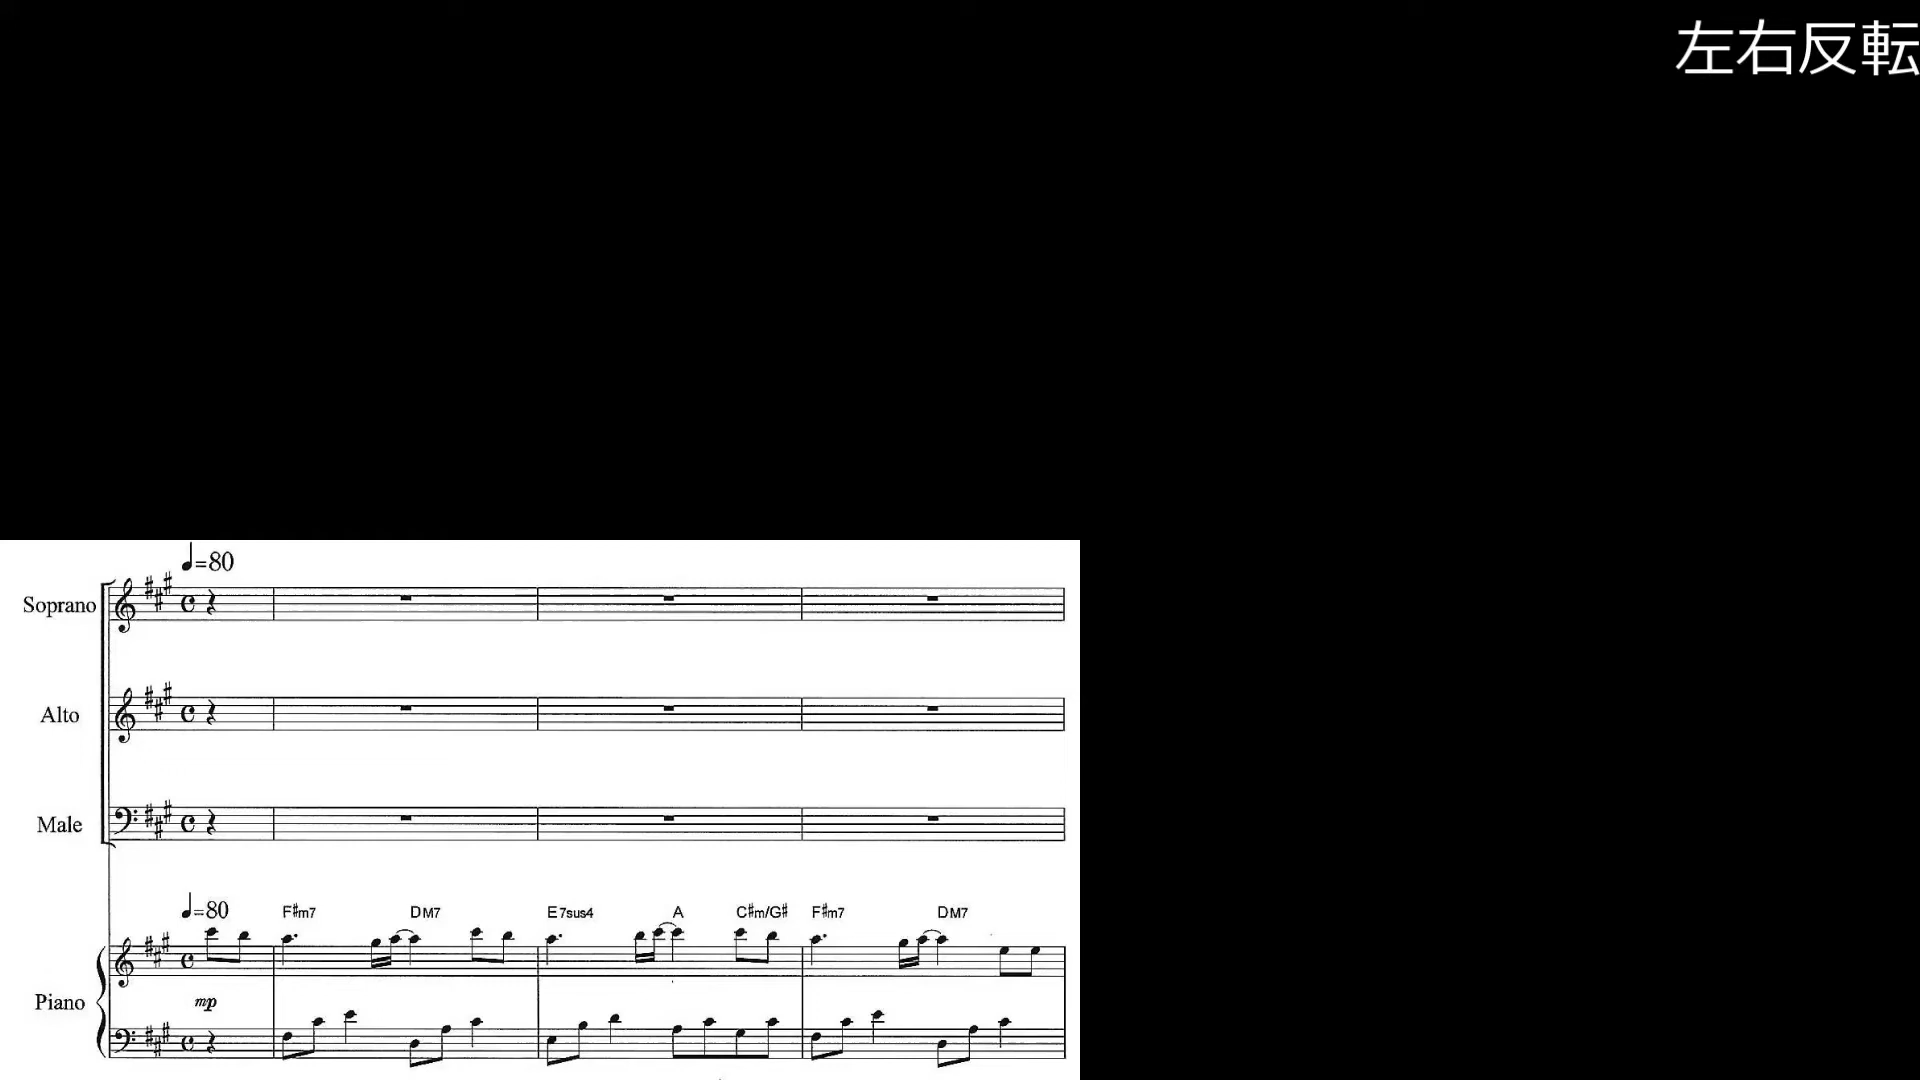 左右反転
♩=80
Soprano
Alto
Male
♩=80 F♯m7 DM7 E7sus4 A C♯m/G♯ F♯m7 DM7
Piano
mp